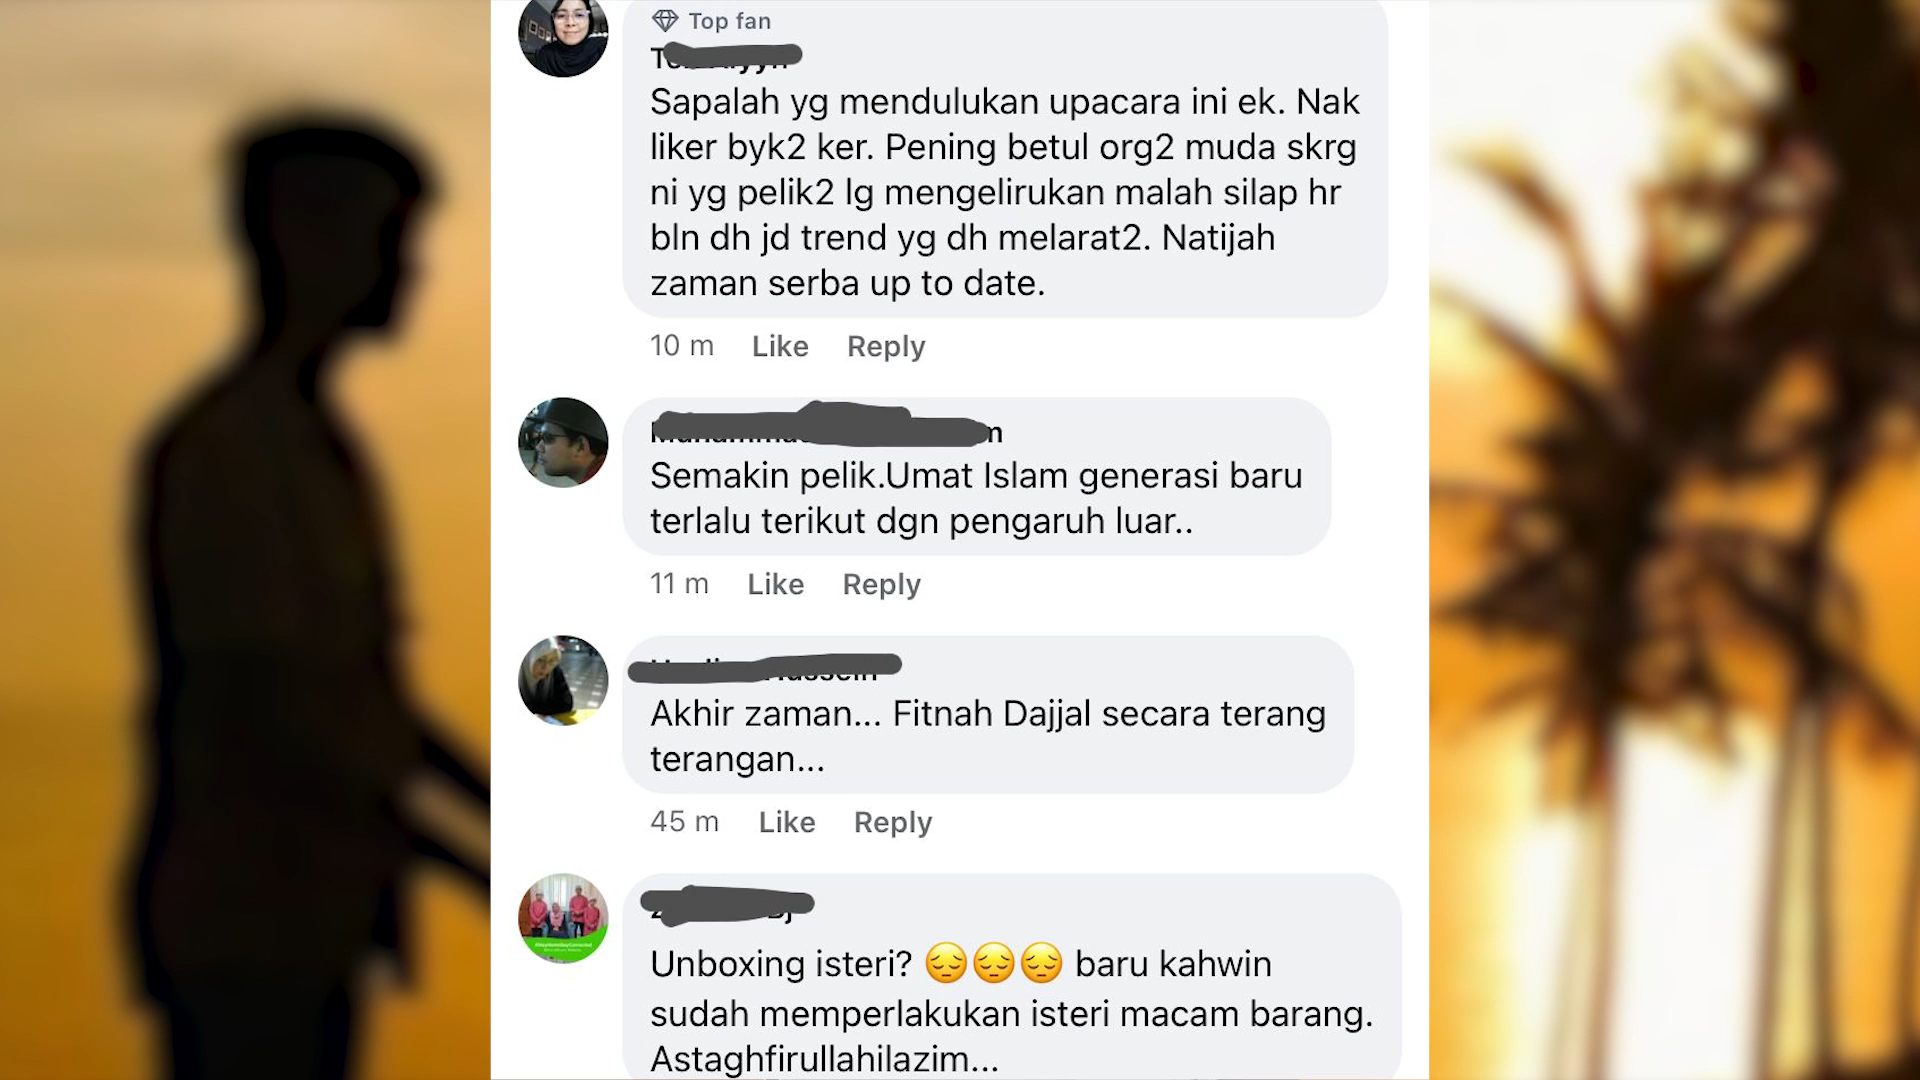 Top fan
Sapalah yg mendulukan upacara ini ek. Nak
liker byk2 ker. Pening betul org2 muda skrg
ni yg pelik2 lg mengelirukan malah silap hr
bln dh jd trend yg dh melarat2. Natijah
zaman serba up to date.
10 m Like Reply
Semakin pelik.Umat Islam generasi baru
terlalu terikut dgn pengaruh luar..
11 m Like Reply
Akhir zaman... Fitnah Dajjal secara terang
terangan...
45 m Like Reply
Unboxing isteri? 😔😔😔 baru kahwin
sudah memperlakukan isteri macam barang.
Astaghfirullahilazim...